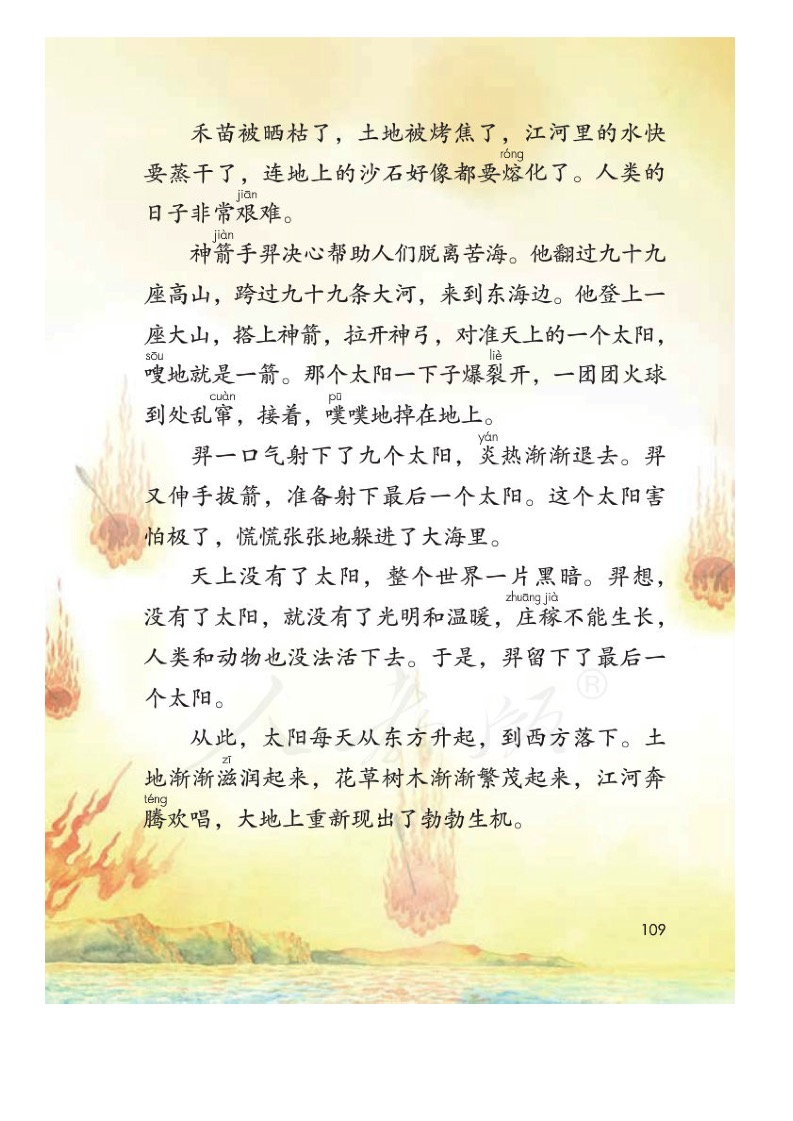 禾苗被晒枯了，土地被烤焦了，江河里的水快
róng
要蒸干了，连地上的沙石好像都要熔化了。人类的
jiān
日子非常艰难。
jiàn
神箭手羿决心帮助人们脱离苦海。他翻过九十九
座高山，跨过九十九条大河，来到东海边。他登上一
座大山，搭上神箭，拉开神弓，对准天上的一个太阳，
sōu liè
嗖地就是一箭。那个太阳一下子爆裂开，一团团火球
cuàn pū
到处乱窜，接着，噗噗地掉在地上。
yán
羿一口气射下了九个太阳，炎热渐渐退去。羿
又伸手拔箭，准备射下最后一个太阳。这个太阳害
怕极了，慌慌张张地躲进了大海里。
天上没有了太阳，整个世界一片黑暗。羿想，
zhuāng jià
没有了太阳，就没有了光明和温暖，庄稼不能生长，
人类和动物也没法活下去。于是，羿留下了最后一
个太阳。
从此，太阳每天从东方升起，到西方落下。土
zī
地渐渐滋润起来，花草树木渐渐繁茂起来，江河奔
téng
腾欢唱，大地上重新现出了勃勃生机。
人教版®
109